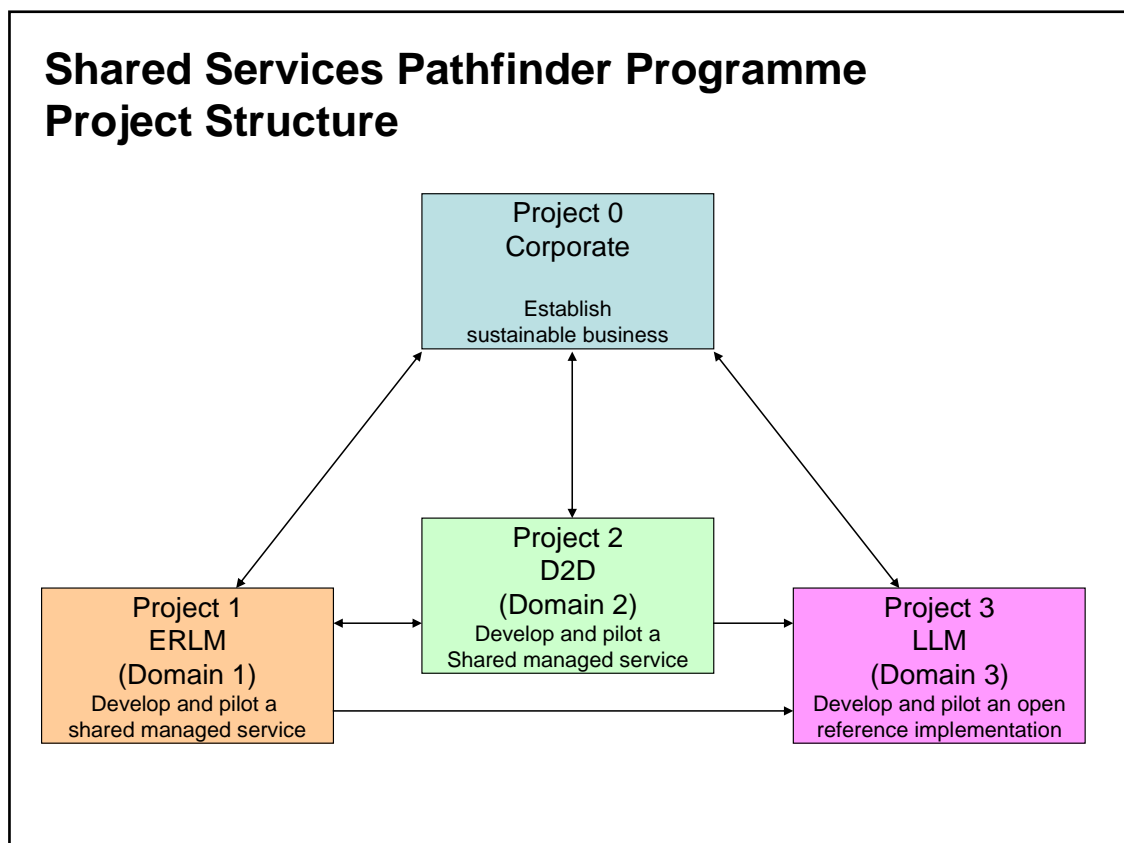 Shared Services Pathfinder Programme
Project Structure
Project 0
Corporate
Establish
sustainable business
Project 2
D2D
(Domain 2)
Develop and pilot a
Shared managed service
Project 1
ERLM
(Domain 1)
Develop and pilot a
shared managed service
Project 3
LLM
(Domain 3)
Develop and pilot an open
reference implementation